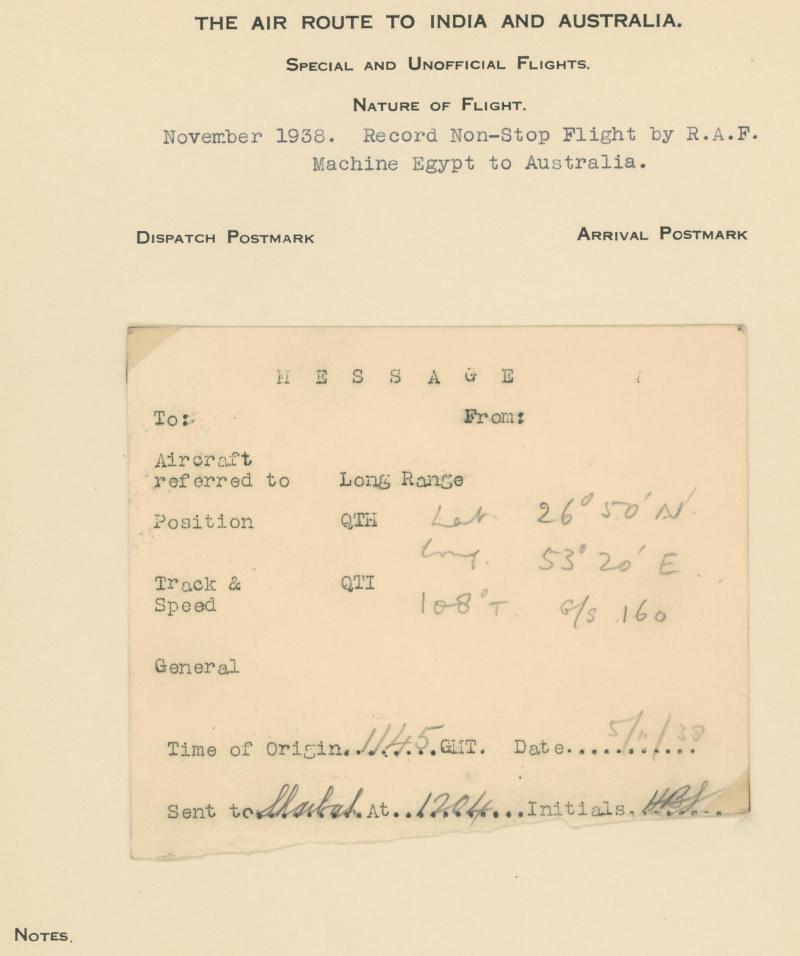 THE AIR ROUTE TO INDIA AND AUSTRALIA.
SPECIAL AND UNOFFICIAL FLIGHTS.
NATURE OF FLIGHT.
November 1938. Record Non-Stop Flight by R.A.F.
Machine Egypt to Australia.
DISPATCH POSTMARK ARRIVAL POSTMARK
M E S S A G E
To: From:
Aircraft
referred to Long Range
Position QTH Lat. 26° 50' N.
Long. 53° 20' E.
Track & QTI
Speed 108°T. G/S 160
General
Time of Origin..1145..GMT. Date...5/11/38...
Sent to Shaibah. At..1204...Initials.
NOTES.